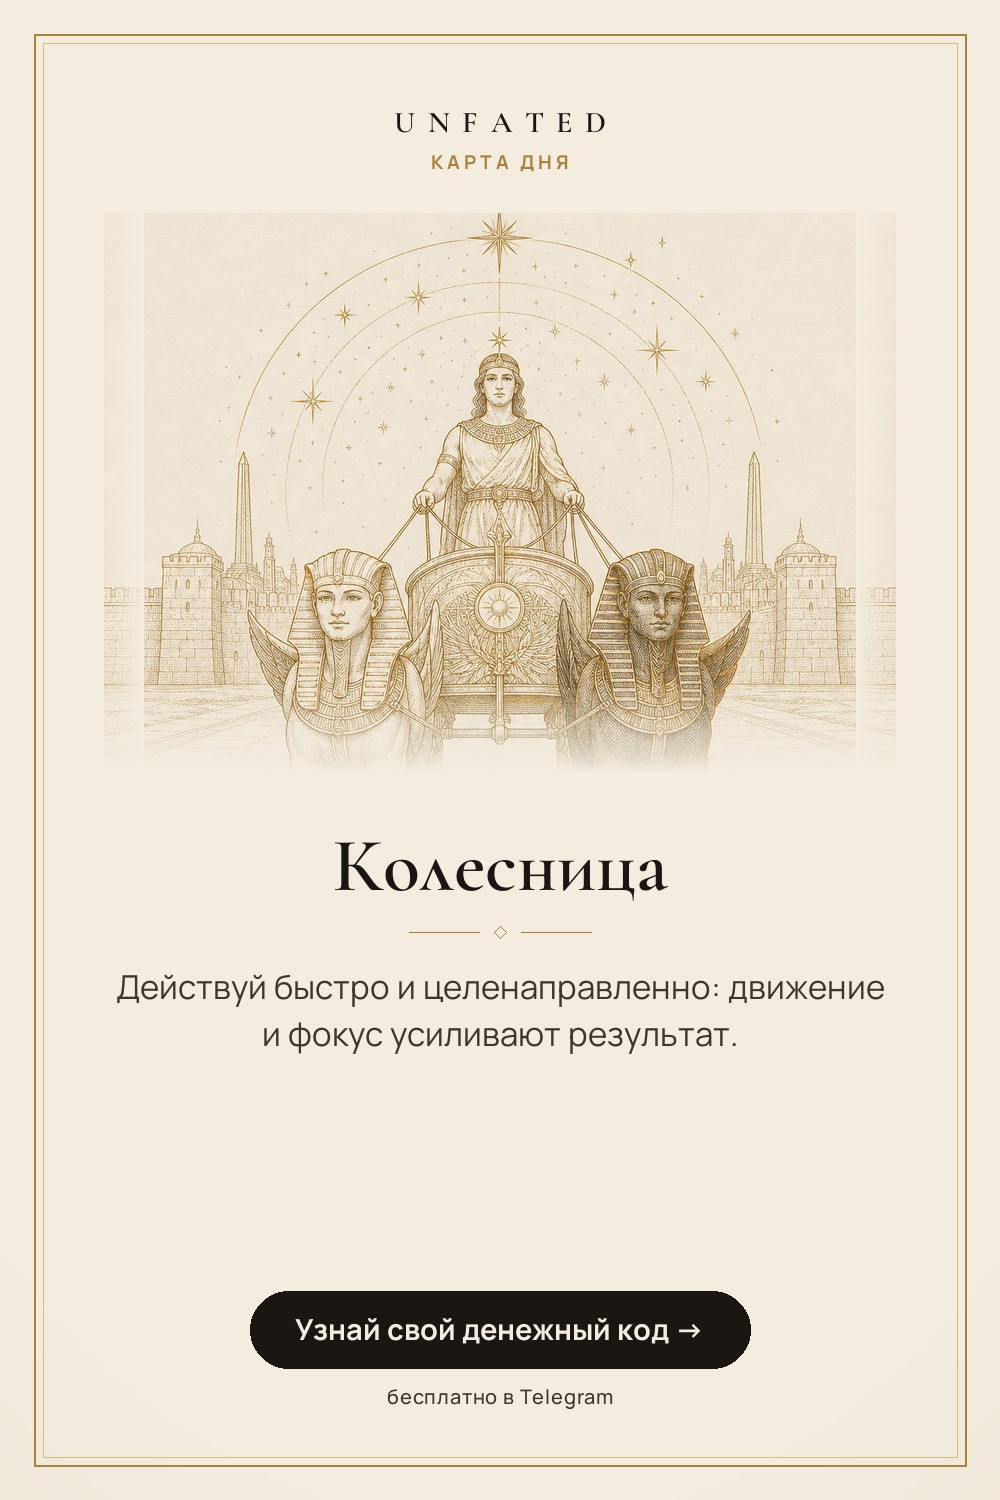 UNFATED
КАРТА ДНЯ
Колесница
Действуй быстро и целенаправленно: движение
и фокус усиливают результат.
Узнай свой денежный код →
бесплатно в Telegram